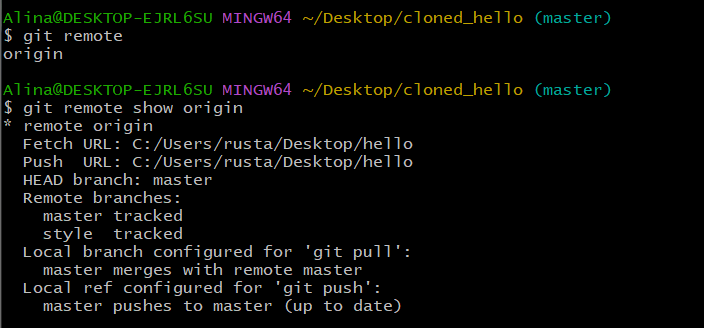 Alina@DESKTOP-EJRL6SU MINGW64 ~/Desktop/cloned_hello (master)
$ git remote
origin
Alina@DESKTOP-EJRL6SU MINGW64 ~/Desktop/cloned_hello (master)
$ git remote show origin
* remote origin
  Fetch URL: C:/Users/rusta/Desktop/hello
  Push  URL: C:/Users/rusta/Desktop/hello
  HEAD branch: master
  Remote branches:
    master tracked
    style  tracked
  Local branch configured for 'git pull':
    master merges with remote master
  Local ref configured for 'git push':
    master pushes to master (up to date)